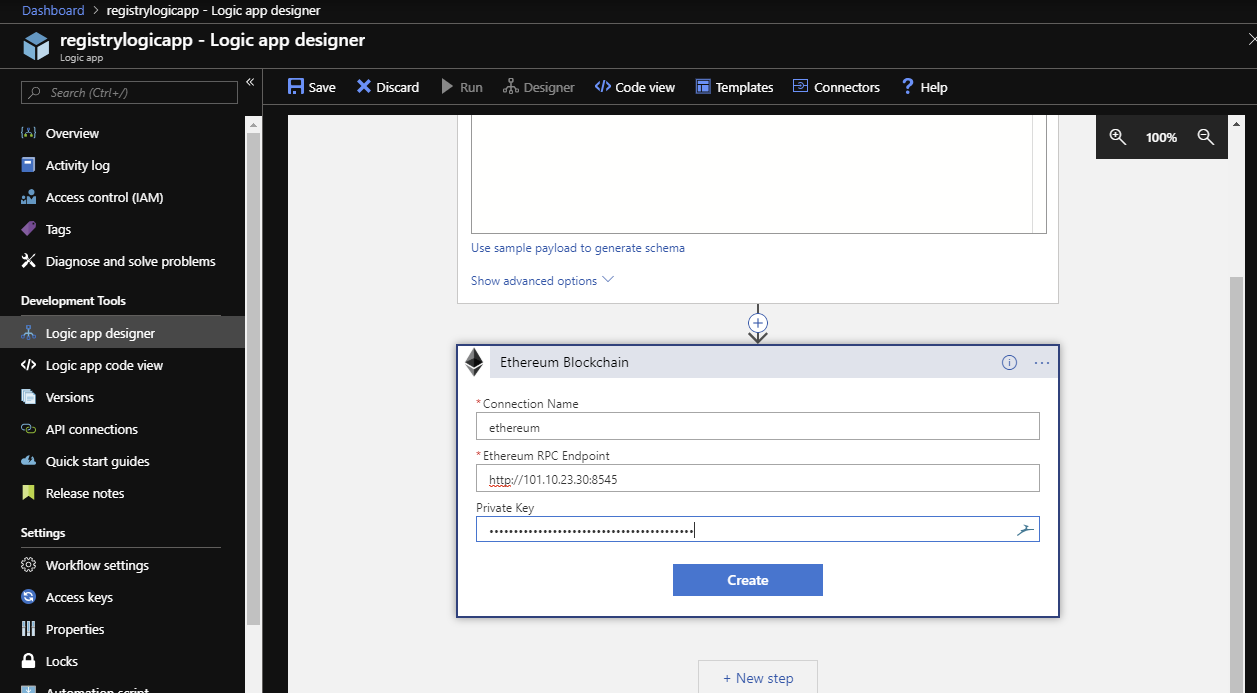 Dashboard > registrylogicapp - Logic app designer
registrylogicapp - Logic app designer
Logic app
Search (Ctrl+/)
«
Overview
Activity log
Access control (IAM)
Tags
Diagnose and solve problems
Development Tools
Logic app designer
Logic app code view
Versions
API connections
Quick start guides
Release notes
Settings
Workflow settings
Access keys
Properties
Locks
Automation script
Save Discard Run Designer Code view Templates Connectors Help
100%
Use sample payload to generate schema
Show advanced options
Ethereum Blockchain
*Connection Name
ethereum
*Ethereum RPC Endpoint
http://101.10.23.30:8545
Private Key
Create
+ New step